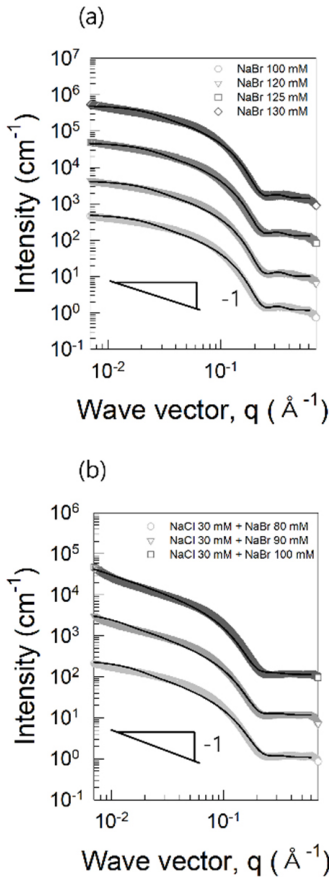 (a)
10^7
10^6
10^5
10^4
10^3
10^2
10^1
10^0
10^-1
Intensity (cm^-1)
NaBr 100 mM
NaBr 120 mM
NaBr 125 mM
NaBr 130 mM
-1
10^-2
10^-1
Wave vector, q ( Å^-1)
(b)
10^6
10^5
10^4
10^3
10^2
10^1
10^0
10^-1
Intensity (cm^-1)
NaCl 30 mM + NaBr 80 mM
NaCl 30 mM + NaBr 90 mM
NaCl 30 mM + NaBr 100 mM
-1
10^-2
10^-1
Wave vector, q ( Å^-1)